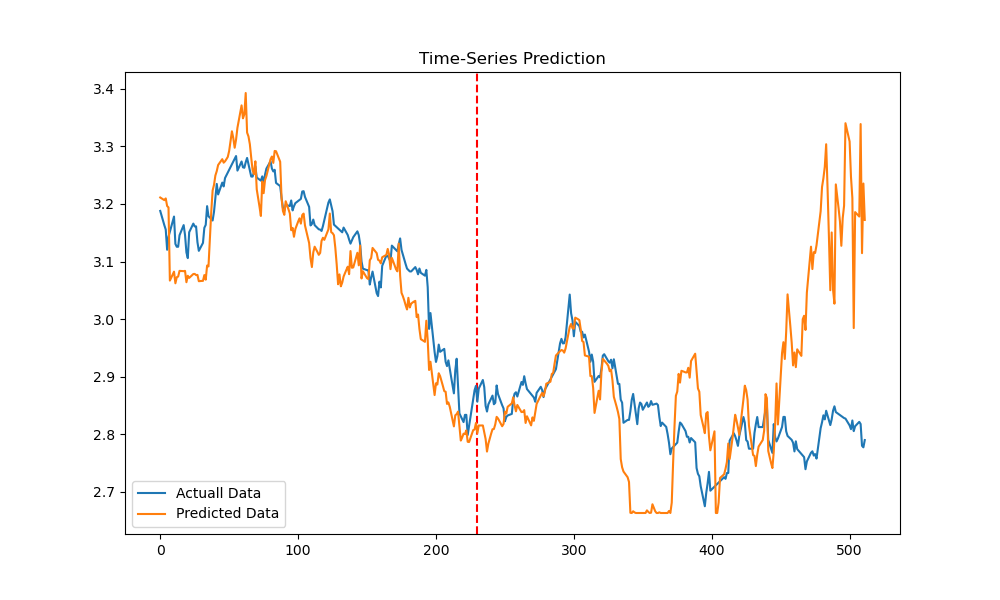 Time-Series Prediction
3.4
3.3
3.2
3.1
3.0
2.9
2.8
2.7
Actuall Data
Predicted Data
0 100 200 300 400 500